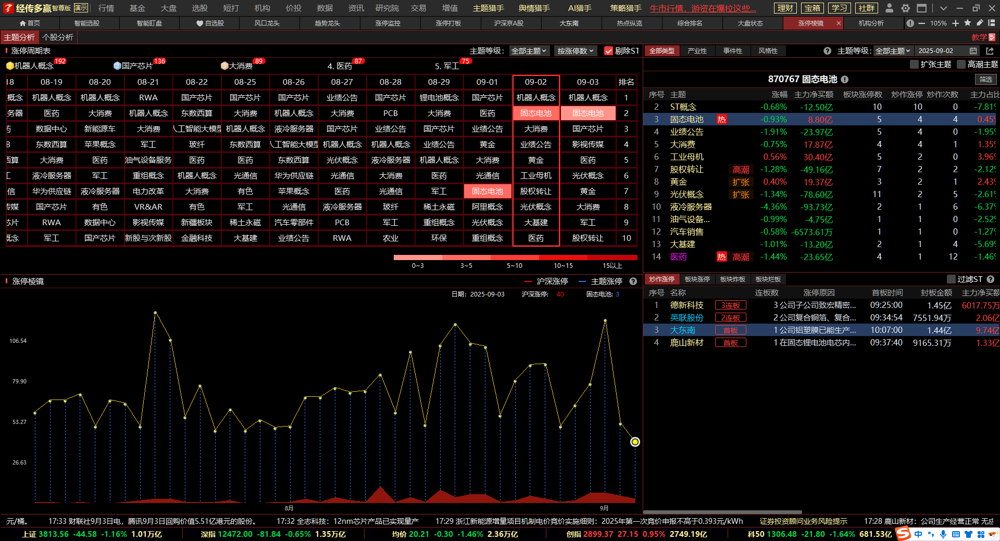 经传多赢 智尊版 演示 行情 基金 大盘 选股 短打 机构 价投 数据 资讯 研究院 交易 增值 主题猎手 舆情猎手 AI猎手 策略猎手 牛市行情，游资在爆拉这些... 理财 宝箱 学习 社群
首页 智能选股 智能盯盘 自选股 风口龙头 趋势龙头 涨停监控 涨停打板 沪深京A股 大东南 热点纵览 综合排名 大盘状态 涨停棱镜 机构分析 105%
主题分析 个股分析 教学
涨停周期表 主题等级： 全部主题 按涨停数 剔除ST
机器人概念 192 国产芯片 136 大消费 89 4. 医药 87 5. 军工 75
18 08-19 08-20 08-21 08-22 08-25 08-26 08-27 08-28 08-29 09-01 09-02 09-03 排名
概念 机器人概念 机器人概念 RWA 国产芯片 国产芯片 国产芯片 业绩公告 国产芯片 锂电池概念 国产芯片 机器人概念 机器人概念 1
务器 医药 大消费 机器人概念 东数西算 大消费 机器人概念 大消费 PCB 大消费 医药 固态电池 固态电池 2
药 数据中心 新能源车 大消费 人工智能大模型 机器人概念 液冷服务器 国产芯片 业绩公告 国产芯片 业绩公告 大消费 国产芯片 3
B 东数西算 苹果概念 军工 玻纤 东数西算 人工智能大模型 机器人概念 机器人概念 业绩公告 黄金 业绩公告 影视传媒 4
西算 大消费 医药 油气设备服务 医药 医药 东数西算 光伏概念 液冷服务器 机器人概念 大消费 黄金 医药 5
工 液冷服务器 军工 重组概念 机器人概念 光通信 华为供应链 光通信 大消费 医药 光通信 工业母机 光伏概念 6
信 华为供应链 液冷服务器 电力改革 大消费 有色 苹果概念 医药 光通信 军工 固态电池 股权转让 黄金 7
传媒 国产芯片 有色 VR&AR 有色 军工 光通信 液冷服务器 玻纤 稀土永磁 阿里概念 光伏概念 大消费 8
芯片 RWA 数据中心 影视传媒 新疆板块 稀土永磁 汽车零部件 PCB 军工 重组概念 光伏概念 大基建 军工 9
概念 军工 国产芯片 新股与次新股 金融科技 大基建 业绩公告 RWA 农业 环保 重组概念 医药 股权转让 10
0~3 3~5 5~10 10~15 15以上
涨停棱镜 沪深涨停 主题涨停
日期：2025-09-03 沪深涨停: 40 固态电池: 3
106.54
79.90
53.27
26.63
8月 9月
全部类型 产业性 事件性 风格性 主题等级： 全部主题 2025-09-02
扩张主题 高潮主题
870767 固态电池 筛选
序号 主题 涨幅 主力净买额 板块涨停数 炒作涨停 炒作次数 主力占比
2 ST概念 -0.68% -12.50亿 10 10 0 -7.81%
3 固态电池 热 -0.93% 8.80亿 5 4 4 0.45%
4 业绩公告 -1.91% -23.97亿 5 4 0 -1.95%
5 大消费 -0.75% 17.87亿 4 4 1 1.35%
6 工业母机 0.56% 30.40亿 5 2 0 3.96%
7 股权转让 高潮 -1.28% -49.16亿 7 2 2 -2.12%
8 黄金 扩张 0.40% 19.37亿 3 2 1 2.43%
9 光伏概念 扩张 -1.34% -78.60亿 11 2 5 -2.61%
10 液冷服务器 -4.36% -93.73亿 2 1 6 -6.37%
11 油气设备... -0.99% -4.75亿 1 1 0 -2.52%
12 汽车销售 -0.58% -6573.61万 1 1 0 -1.27%
13 大基建 -1.01% -13.20亿 2 1 4 -5.69%
14 医药 热 高潮 -1.44% -23.65亿 4 1 12 -1.46%
炒作涨停 板块涨停 板块炸板 板块烂板 过滤ST
序号 名称 连板数 涨停原因 首板时间 封板金额 主力净买额
1 德新科技 3连板 3 公司子公司致宏精密... 09:25:00 1.45亿 6017.75万
2 英联股份 2连板 2 公司复合铜箔、复合... 09:34:54 7551.94万 2.06亿
3 大东南 首板 1 公司铝塑膜已能生产... 10:07:00 1.44亿 9.74亿
4 鹿山新材 首板 1 在固态锂电池电芯内... 09:37:40 9165.31万 1.33亿
元/桶。 17:33 财联社9月3日电，腾讯9月3日回购价值5.51亿港元的股份。 17:32 全志科技：12nm芯片产品已实现量产 17:29 浙江新能源增量项目机制电价竞价实施细则：2025年第一次竞价申报不高于0.393元/kWh 证券投资顾问业务风险提示 17:28 鹿山新材：公司生产经营正常 无应
上证 3813.56 -44.58 -1.16% 1.01万亿 深指 12472.00 -81.84 -0.65% 1.35万亿 均价 20.21 -0.30 -1.46% 2.36万亿 创指 2899.37 27.15 0.95% 2749.19亿 科50 1306.48 -21.80 -1.64% 681.53亿 中